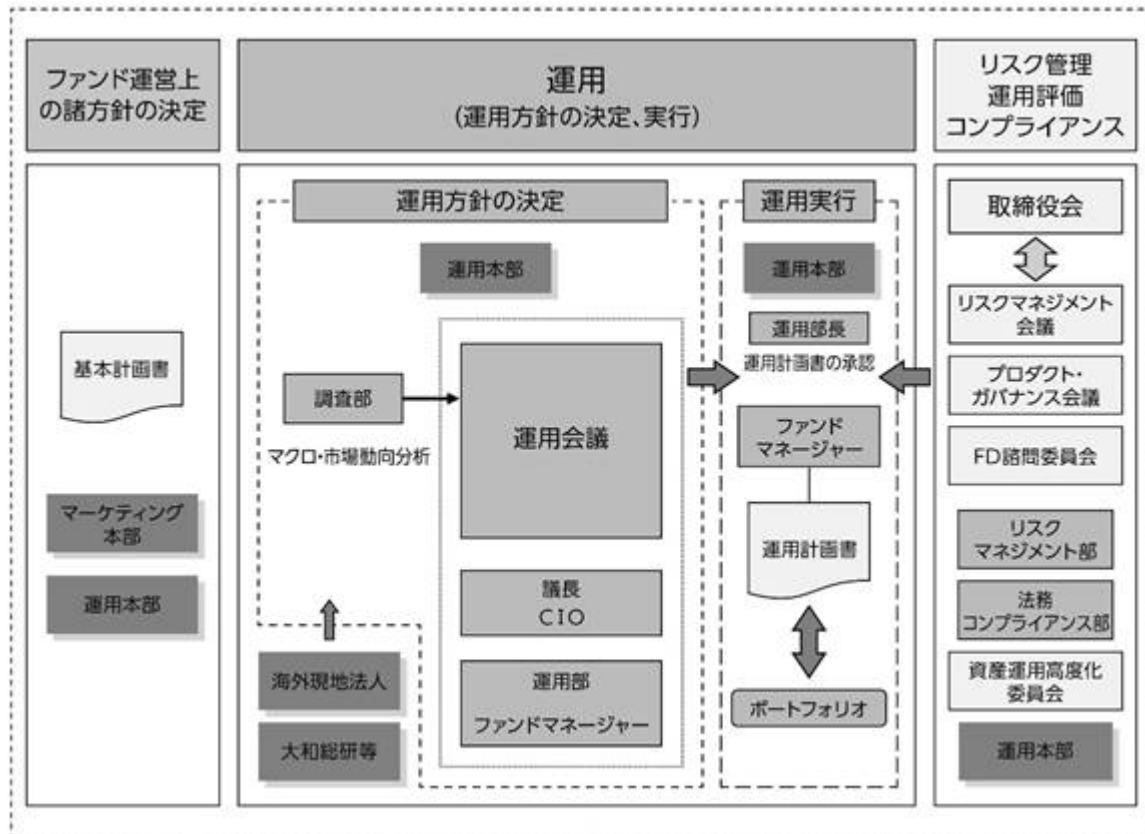 ファンド運営上
の諸方針の決定
運用
(運用方針の決定、実行)
リスク管理
運用評価
コンプライアンス
基本計画書
マーケティング
本部
運用本部
運用方針の決定
運用本部
調査部
マクロ・市場動向分析
運用会議
議長
CIO
運用部
ファンドマネージャー
海外現地法人
大和総研等
運用実行
運用本部
運用部長
運用計画書の承認
ファンド
マネージャー
運用計画書
ポートフォリオ
取締役会
リスクマネジメント
会議
プロダクト・
ガバナンス会議
FD諮問委員会
リスク
マネジメント部
法務
コンプライアンス部
資産運用高度化
委員会
運用本部